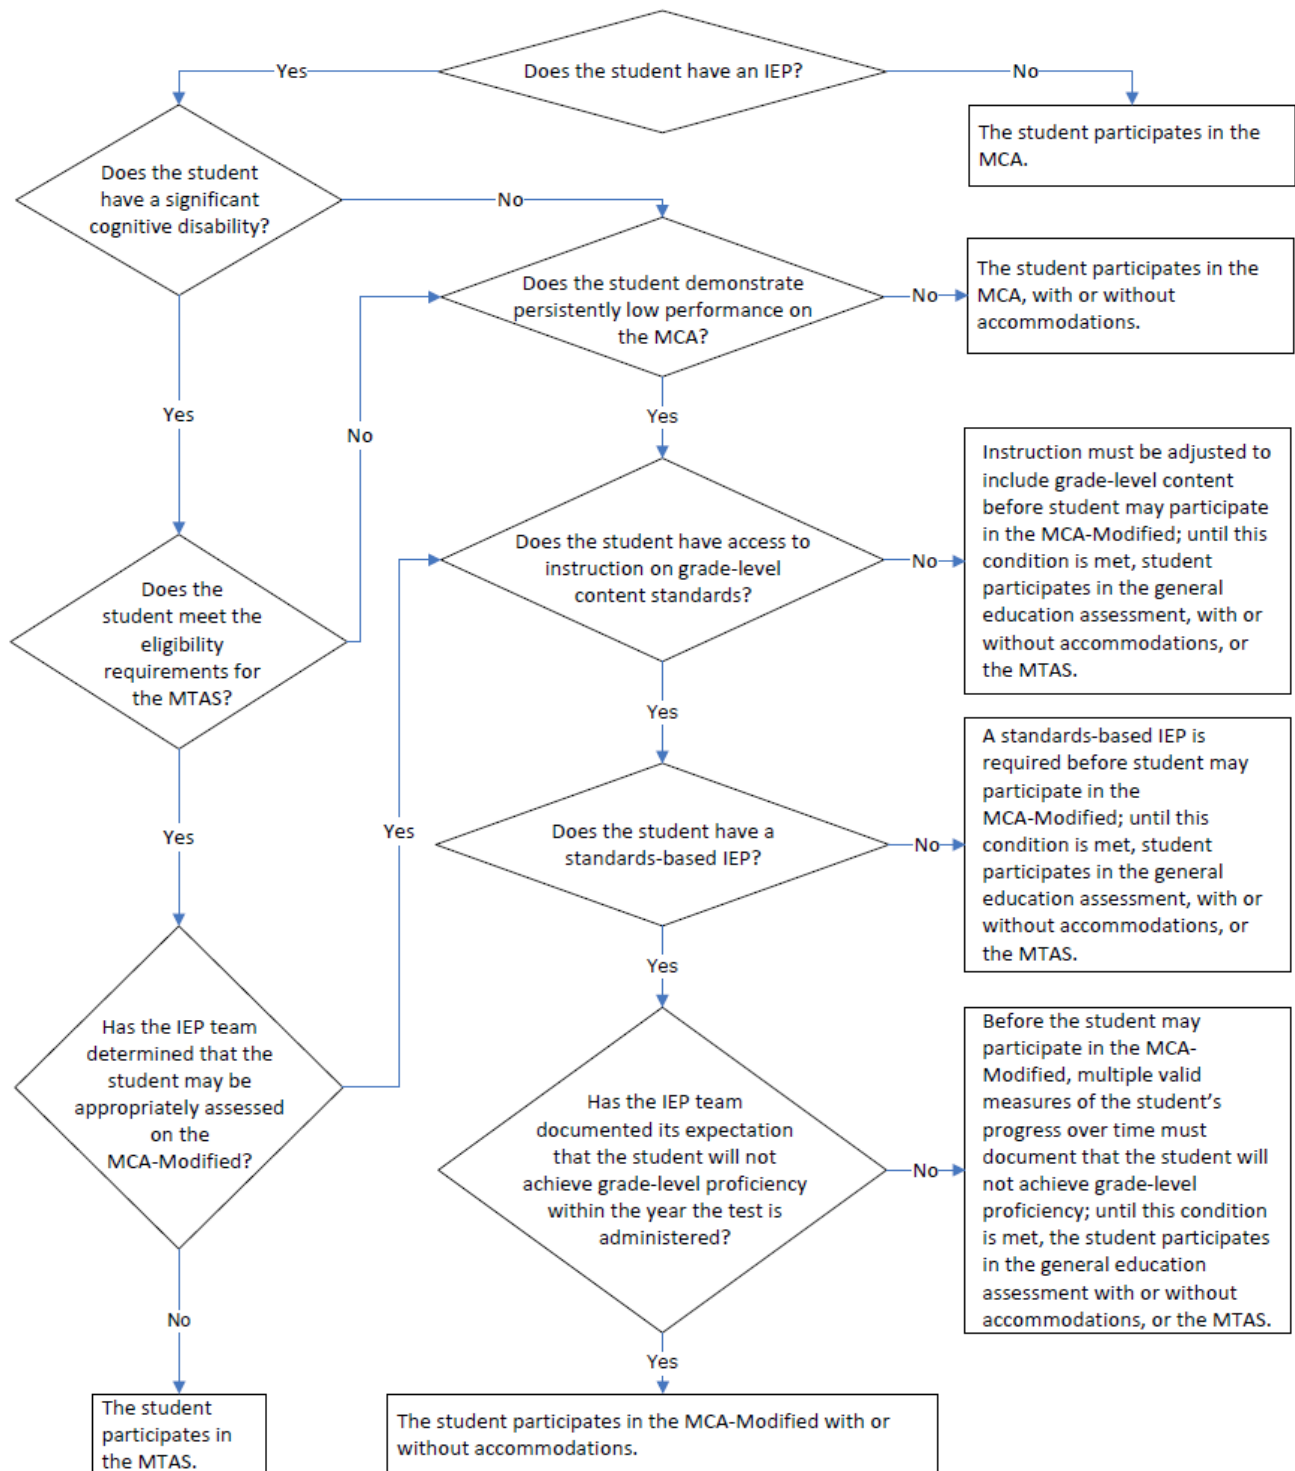 Does the student have an IEP?
Yes
No
The student participates in the
MCA.
Does the student
have a significant
cognitive disability?
No
Does the student demonstrate
persistently low performance on
the MCA?
No
The student participates in the
MCA, with or without
accommodations.
Yes
No
Yes
Does the
student meet the
eligibility
requirements for
the MTAS?
Does the student have access to
instruction on grade-level
content standards?
No
Instruction must be adjusted to
include grade-level content
before student may participate
in the MCA-Modified; until this
condition is met, student
participates in the general
education assessment, with or
without accommodations, or
the MTAS.
Yes
Yes
Yes
Does the student have a
standards-based IEP?
No
A standards-based IEP is
required before student may
participate in the
MCA-Modified; until this
condition is met, student
participates in the general
education assessment, with or
without accommodations, or
the MTAS.
Yes
Has the IEP team
determined that the
student may be
appropriately assessed
on the
MCA-Modified?
Has the IEP team
documented its expectation
that the student will not
achieve grade-level proficiency
within the year the test is
administered?
No
Before the student may
participate in the MCA-
Modified, multiple valid
measures of the student’s
progress over time must
document that the student will
not achieve grade-level
proficiency; until this condition
is met, the student participates
in the general education
assessment with or without
accommodations, or the MTAS.
No
Yes
The student
participates in
the MTAS.
The student participates in the MCA-Modified with or
without accommodations.